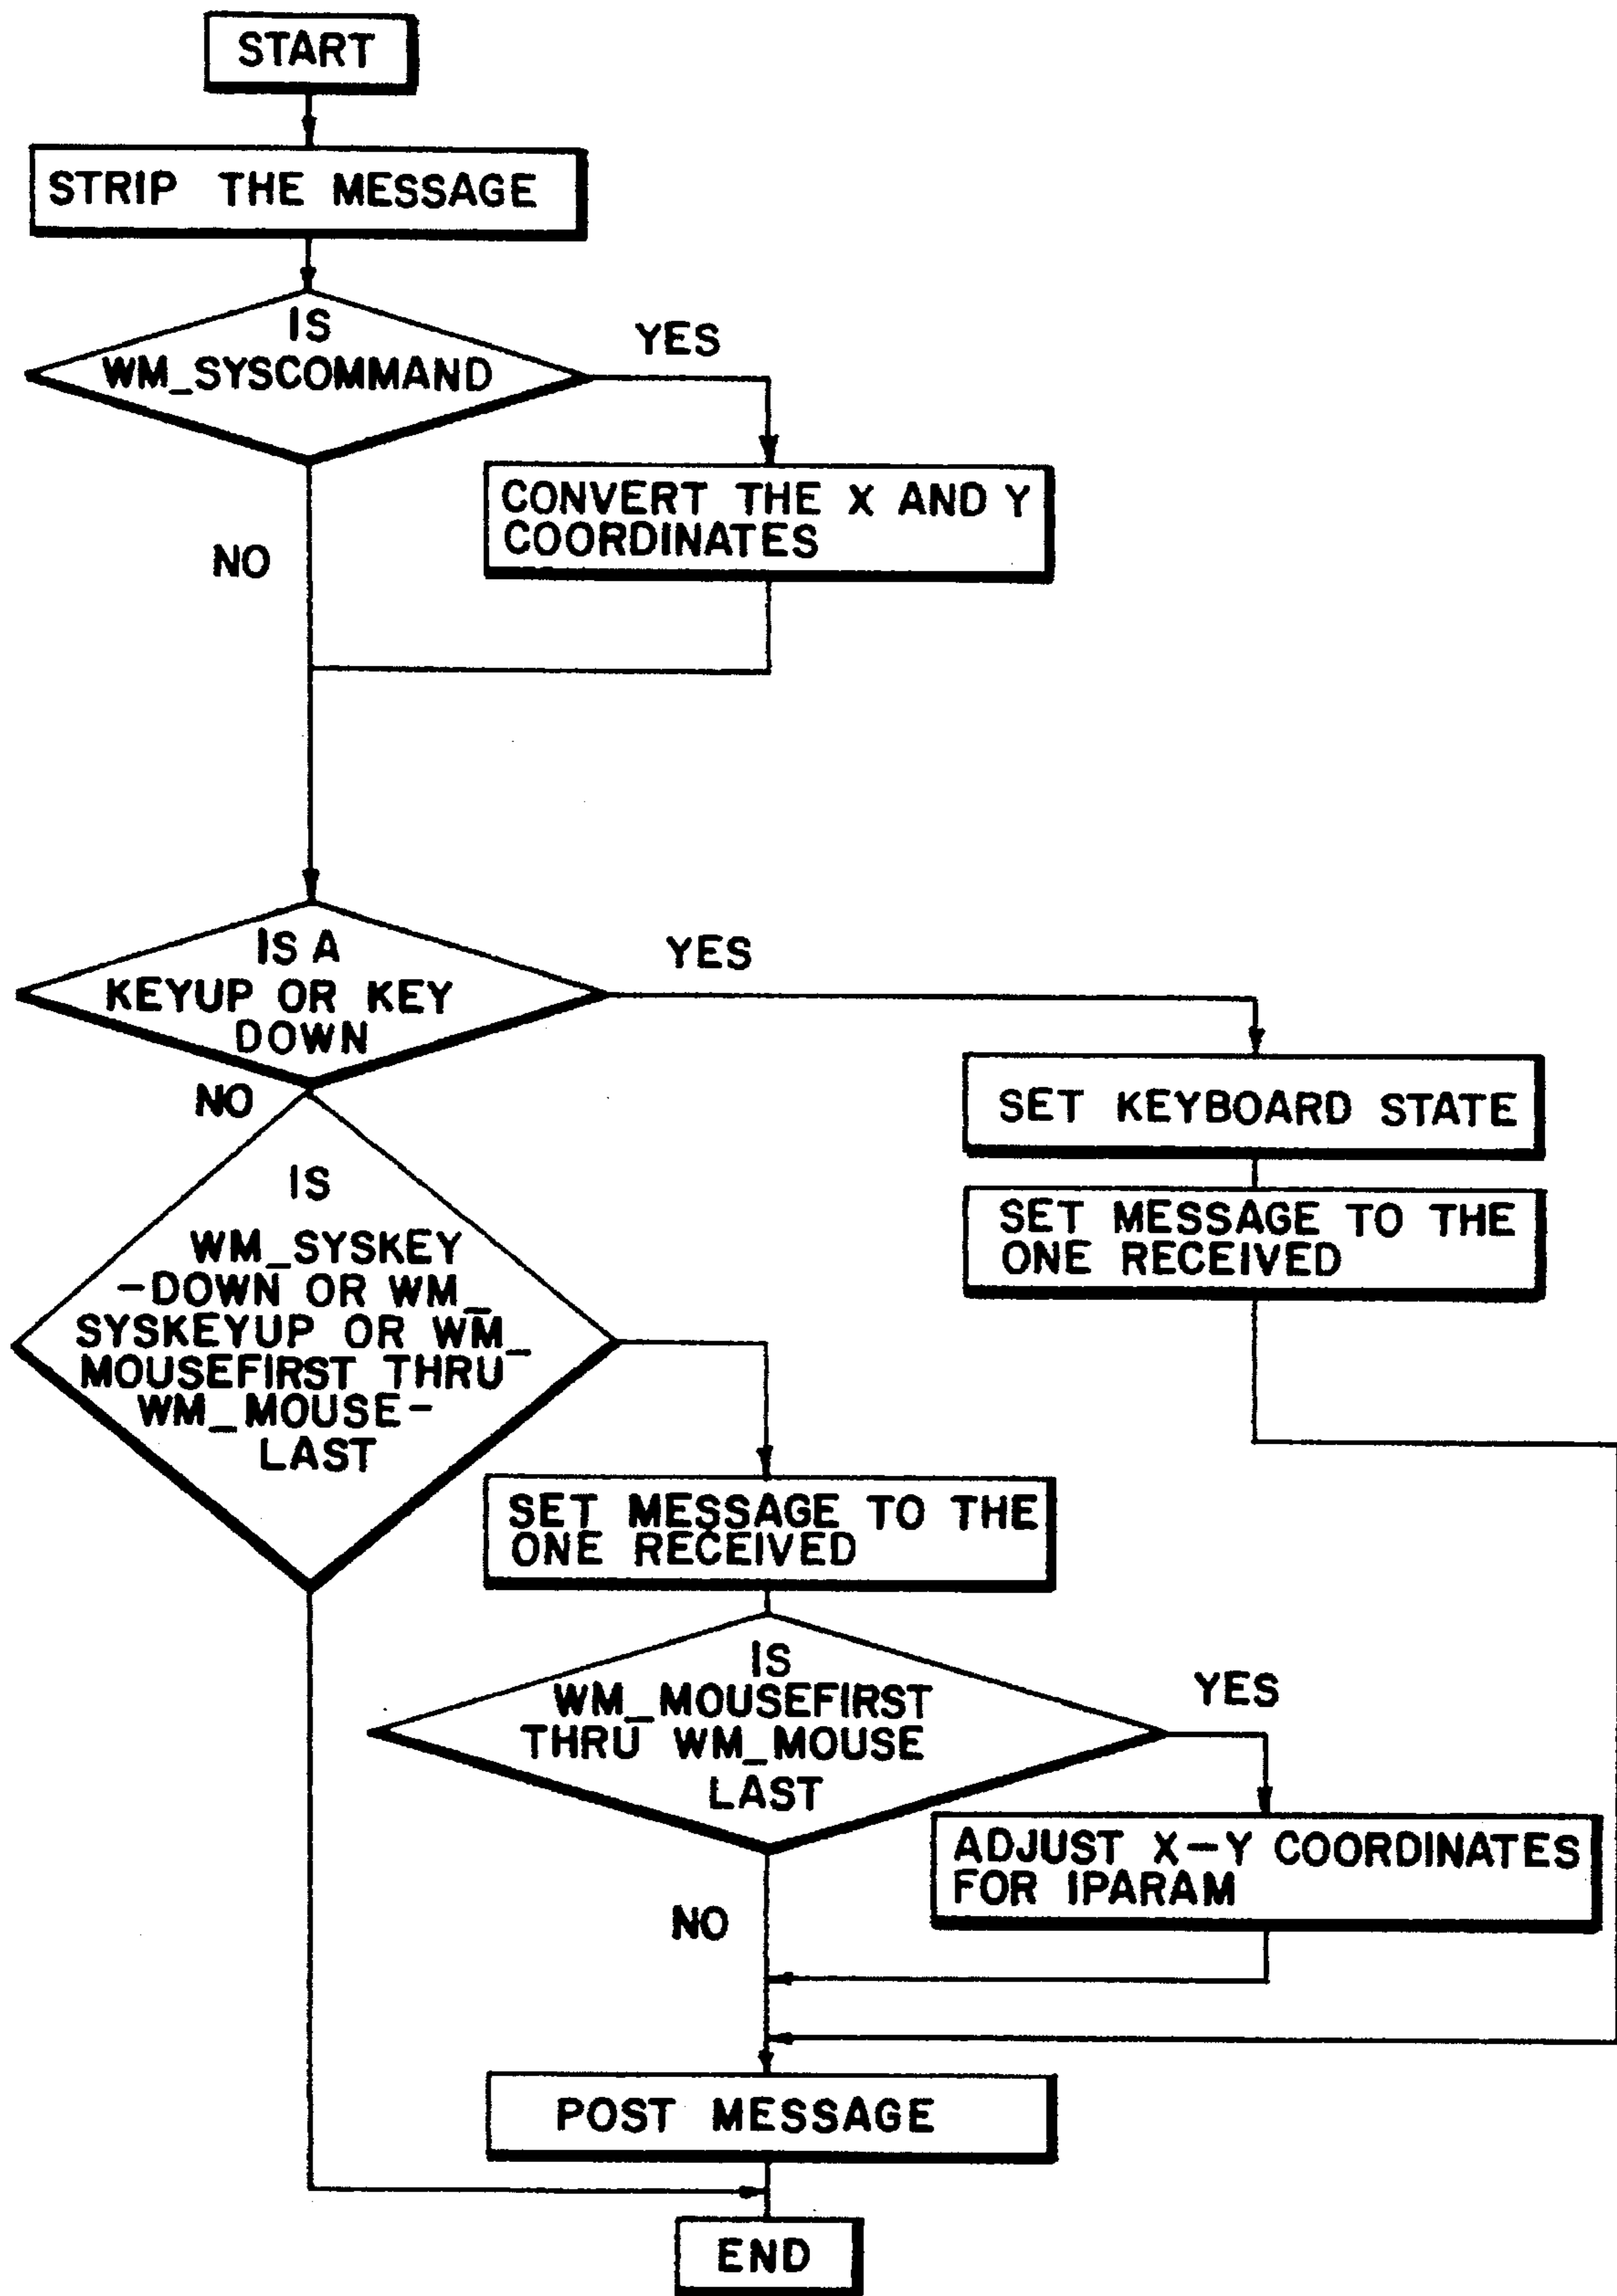 START
STRIP THE MESSAGE
IS
WM_SYSCOMMAND
YES
CONVERT THE X AND Y
COORDINATES
NO
IS A
KEYUP OR KEY
DOWN
YES
NO
SET KEYBOARD STATE
SET MESSAGE TO THE
ONE RECEIVED
IS
WM_SYSKEY
-DOWN OR WM_
SYSKEYUP OR WM_
MOUSEFIRST THRU
WM_MOUSE-
LAST
SET MESSAGE TO THE
ONE RECEIVED
IS
WM_MOUSEFIRST
THRU WM_MOUSE
LAST
YES
ADJUST X-Y COORDINATES
FOR IPARAM
NO
POST MESSAGE
END